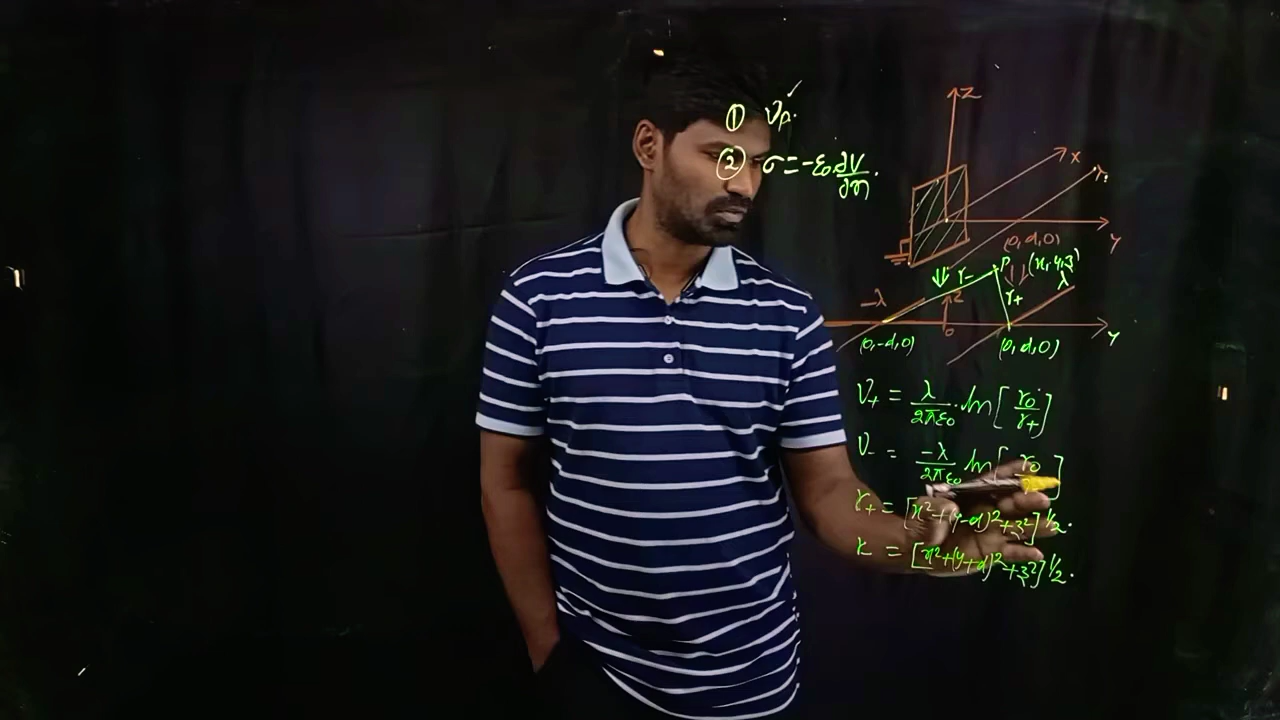 ① Vp.
② σ = -ε₀ ∂V/∂n.
Z
X
Y
(0, d, 0)
P (x, y, z)
r₋
r₊
-λ
λ
Z
0
Y
(0, -d, 0)
(0, d, 0)
V₊ = λ/2πε₀ . ln [r₀/r₊]
V₋ = -λ/2πε₀ ln [r₀ ]
r₊ = [x²+(y-d)²+z²]^1/2.
r = [x²+(y+d)²+z²]^1/2.